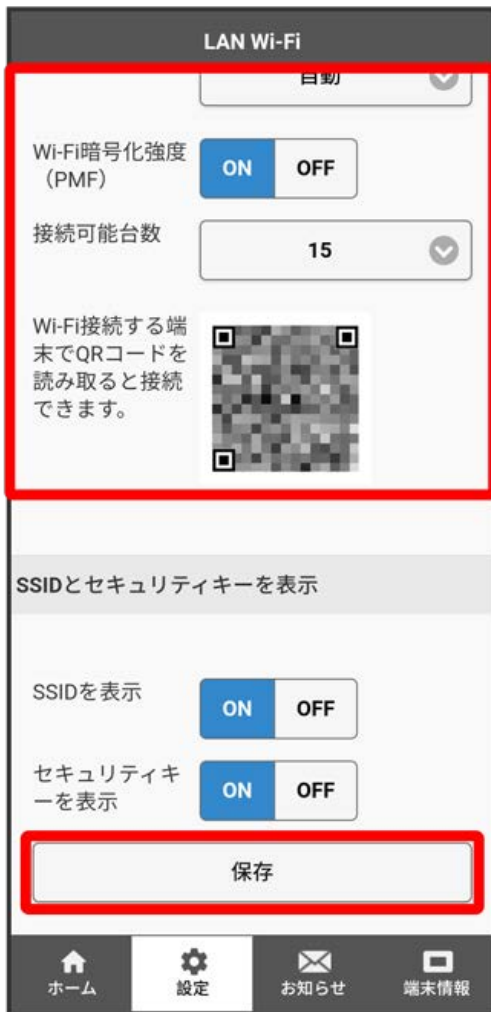 LAN Wi-Fi
自動
Wi-Fi暗号化強度
（PMF）
ON OFF
接続可能台数
15
Wi-Fi接続する端
末でQRコードを
読み取ると接続
できます。
SSIDとセキュリティキーを表示
SSIDを表示
ON OFF
セキュリティキ
ーを表示
ON OFF
保存
ホーム 設定 お知らせ 端末情報